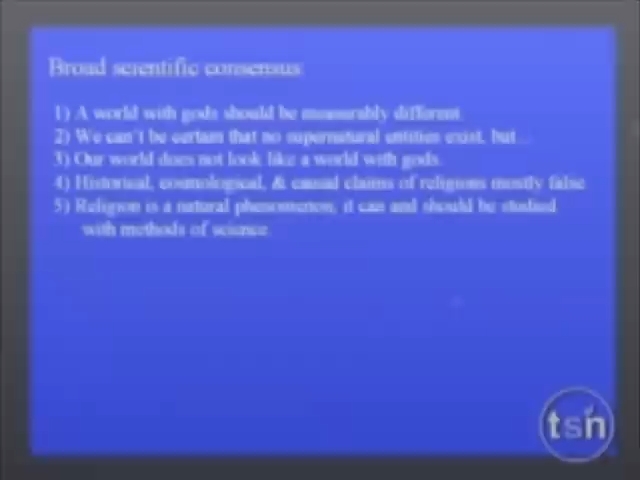 Broad scientific consensus
1) A world with gods should be measurably different.
2) We can't be certain that no supernatural entities exist, but...
3) Our world does not look like a world with gods.
4) Historical, cosmological, & causal claims of religions mostly false
5) Religion is a natural phenomenon, it can and should be studied
with methods of science.
tsn